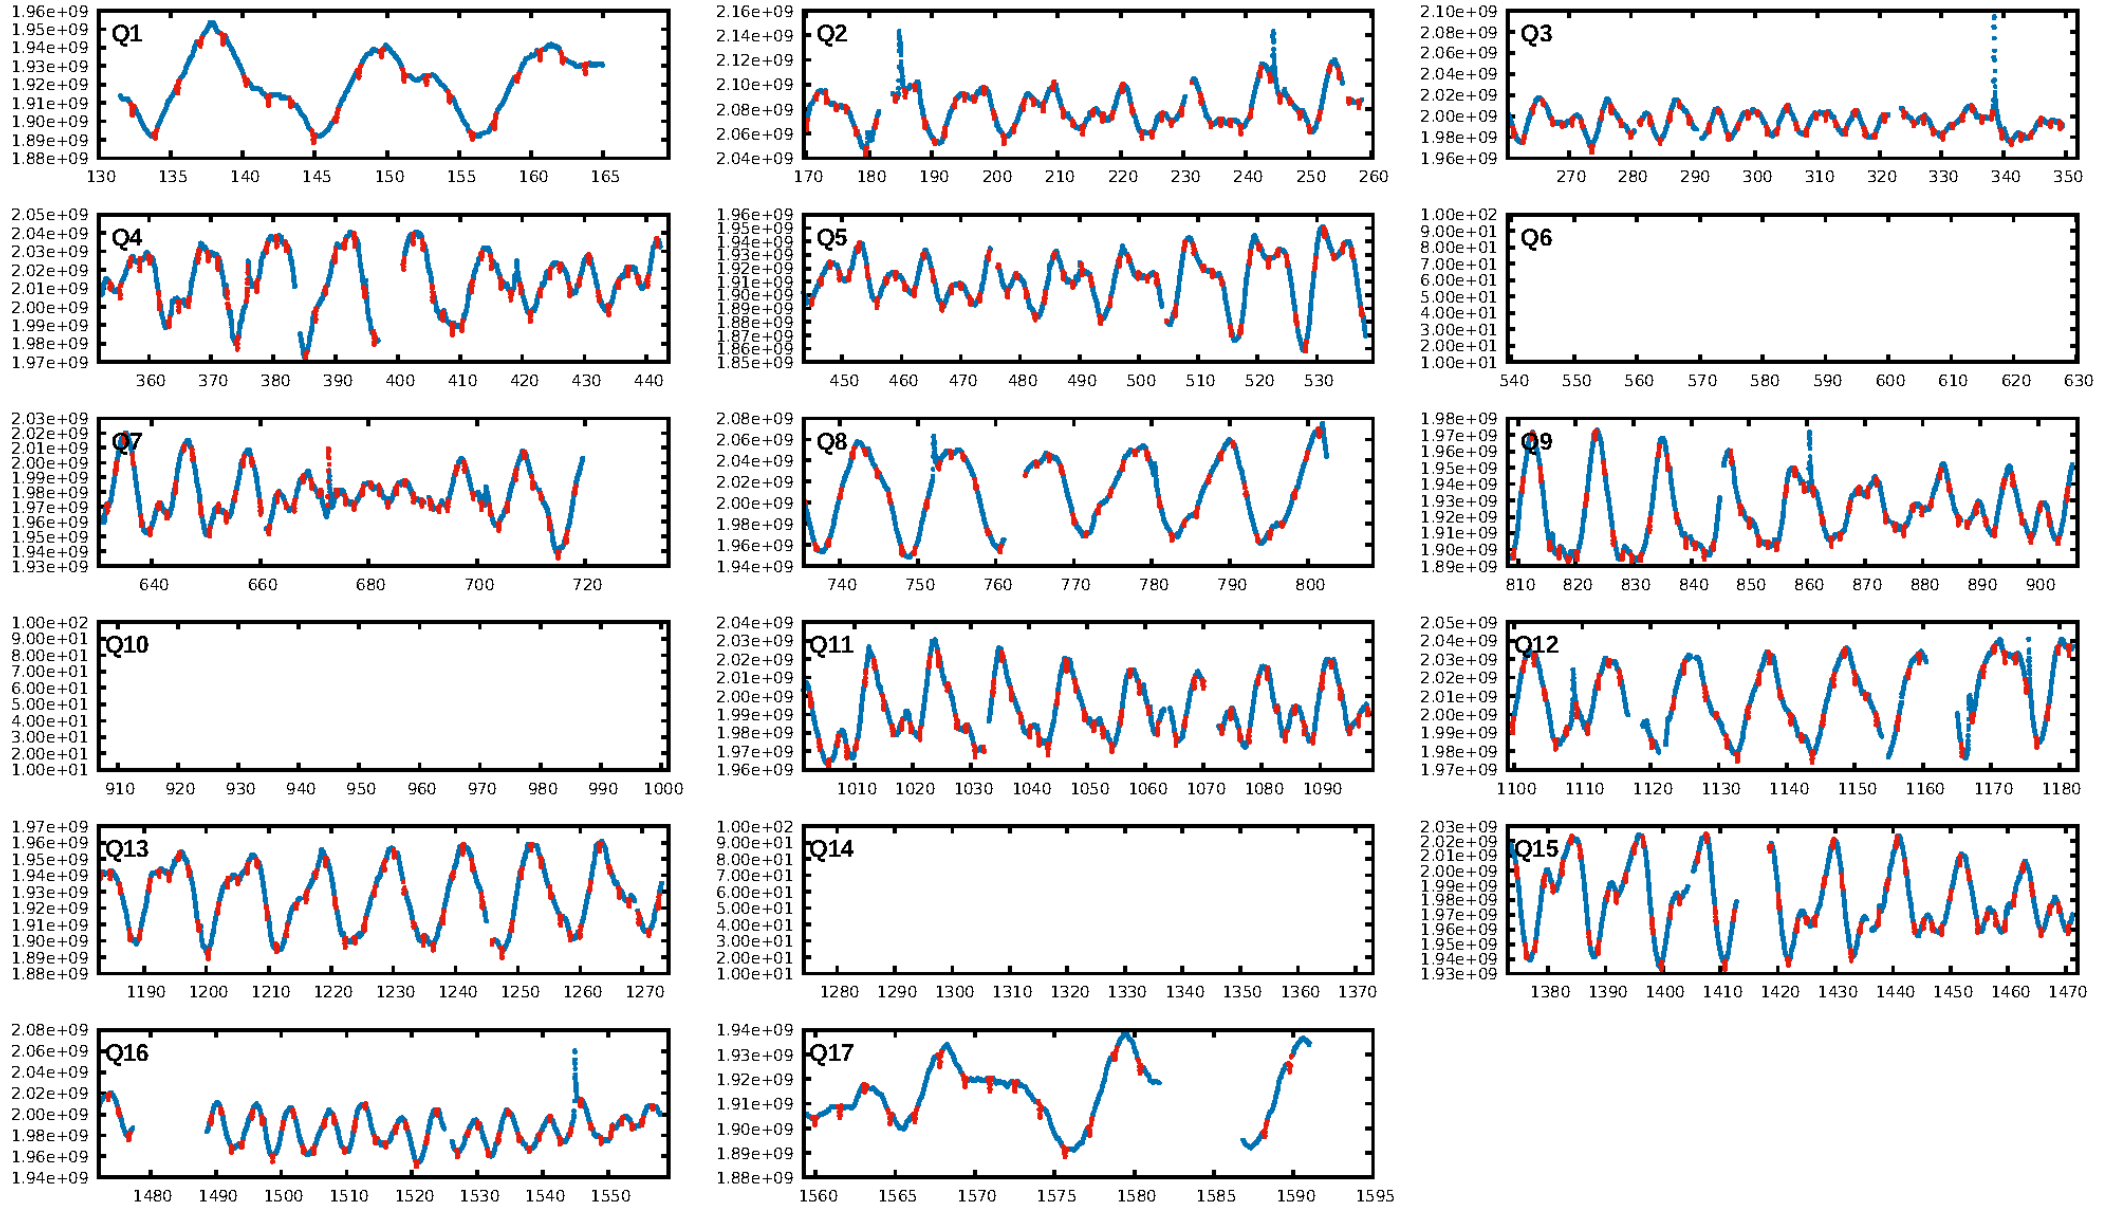 Q1
1.96e+09
1.95e+09
1.94e+09
1.93e+09
1.92e+09
1.91e+09
1.90e+09
1.89e+09
1.88e+09
130 135 140 145 150 155 160 165
Q2
2.16e+09
2.14e+09
2.12e+09
2.10e+09
2.08e+09
2.06e+09
2.04e+09
170 180 190 200 210 220 230 240 250 260
Q3
2.10e+09
2.08e+09
2.06e+09
2.04e+09
2.02e+09
2.00e+09
1.98e+09
1.96e+09
270 280 290 300 310 320 330 340 350
Q4
2.05e+09
2.04e+09
2.03e+09
2.02e+09
2.01e+09
2.00e+09
1.99e+09
1.98e+09
1.97e+09
360 370 380 390 400 410 420 430 440
Q5
1.96e+09
1.95e+09
1.94e+09
1.93e+09
1.92e+09
1.91e+09
1.90e+09
1.89e+09
1.88e+09
1.87e+09
1.86e+09
1.85e+09
450 460 470 480 490 500 510 520 530
Q6
1.00e+02
9.00e+01
8.00e+01
7.00e+01
6.00e+01
5.00e+01
4.00e+01
3.00e+01
2.00e+01
1.00e+01
540 550 560 570 580 590 600 610 620 630
Q7
2.03e+09
2.02e+09
2.01e+09
2.00e+09
1.99e+09
1.98e+09
1.97e+09
1.96e+09
1.95e+09
1.94e+09
1.93e+09
640 660 680 700 720
Q8
2.08e+09
2.06e+09
2.04e+09
2.02e+09
2.00e+09
1.98e+09
1.96e+09
1.94e+09
740 750 760 770 780 790 800
Q9
1.98e+09
1.97e+09
1.96e+09
1.95e+09
1.94e+09
1.93e+09
1.92e+09
1.91e+09
1.90e+09
1.89e+09
810 820 830 840 850 860 870 880 890 900
Q10
1.00e+02
9.00e+01
8.00e+01
7.00e+01
6.00e+01
5.00e+01
4.00e+01
3.00e+01
2.00e+01
1.00e+01
910 920 930 940 950 960 970 980 990 1000
Q11
2.04e+09
2.03e+09
2.02e+09
2.01e+09
2.00e+09
1.99e+09
1.98e+09
1.97e+09
1.96e+09
1010 1020 1030 1040 1050 1060 1070 1080 1090
Q12
2.05e+09
2.04e+09
2.03e+09
2.02e+09
2.01e+09
2.00e+09
1.99e+09
1.98e+09
1.97e+09
1100 1110 1120 1130 1140 1150 1160 1170 1180
Q13
1.97e+09
1.96e+09
1.95e+09
1.94e+09
1.93e+09
1.92e+09
1.91e+09
1.90e+09
1.89e+09
1.88e+09
1190 1200 1210 1220 1230 1240 1250 1260 1270
Q14
1.00e+02
9.00e+01
8.00e+01
7.00e+01
6.00e+01
5.00e+01
4.00e+01
3.00e+01
2.00e+01
1.00e+01
1280 1290 1300 1310 1320 1330 1340 1350 1360 1370
Q15
2.03e+09
2.02e+09
2.01e+09
2.00e+09
1.99e+09
1.98e+09
1.97e+09
1.96e+09
1.95e+09
1.94e+09
1.93e+09
1380 1390 1400 1410 1420 1430 1440 1450 1460 1470
Q16
2.08e+09
2.06e+09
2.04e+09
2.02e+09
2.00e+09
1.98e+09
1.96e+09
1.94e+09
1480 1490 1500 1510 1520 1530 1540 1550
Q17
1.94e+09
1.93e+09
1.92e+09
1.91e+09
1.90e+09
1.89e+09
1.88e+09
1560 1565 1570 1575 1580 1585 1590 1595